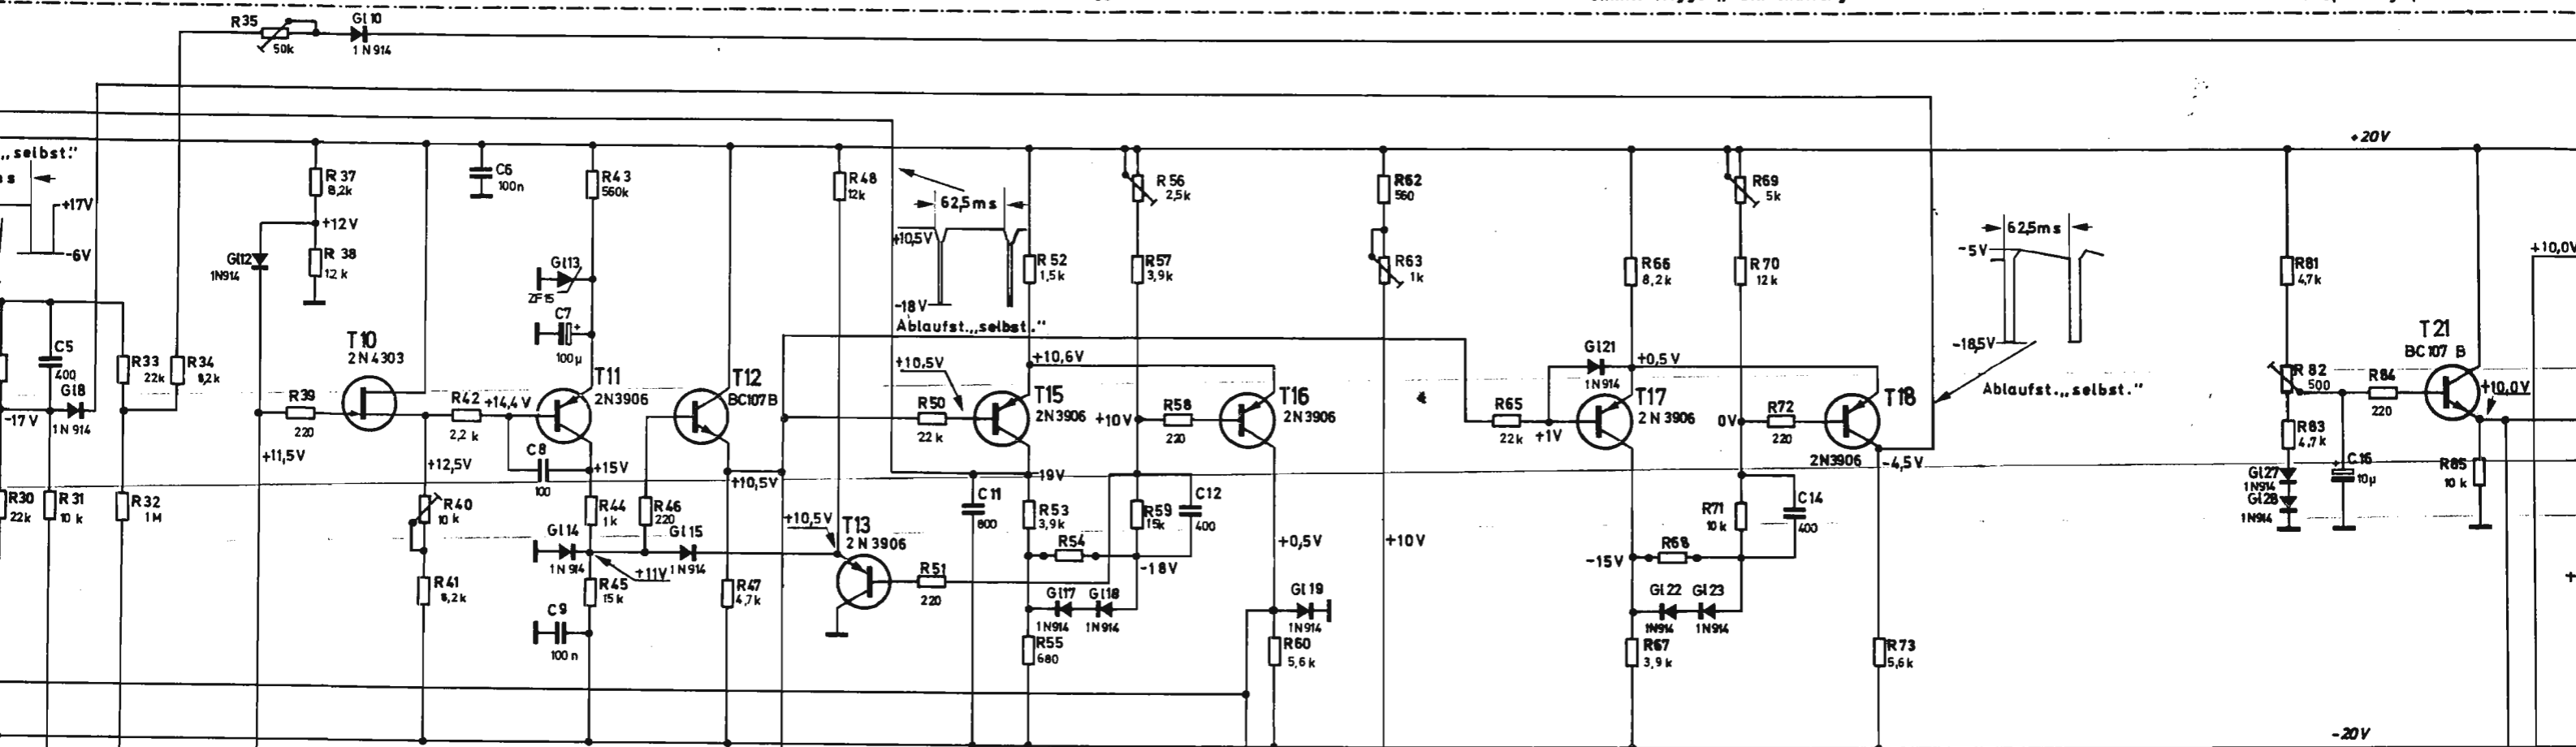 R35
50k
Gl10
1N914
„selbst."
s
+17V
-6V
R37
8,2k
+12V
R38
12k
Gl12
1N914
C6
100n
R43
560k
Gl13
ZF15
C7
+
100µ
R48
12k
62,5ms
+10,5V
-18V
Ablaufst.„selbst."
R52
1,5k
R56
2,5k
R57
3,9k
R62
560
R63
1k
R66
8,2k
R69
5k
R70
12k
62,5ms
-5V
-18,5V
Ablaufst.„selbst."
+20V
R81
4,7k
+10,0V
C5
400
Gl8
1N914
-17V
R33
22k
R34
8,2k
R39
220
+11,5V
T10
2N4303
R42
2,2k
+14,4V
T11
2N3906
C8
100
+15V
T12
BC107B
+10,5V
+10,5V
R50
22k
+10,6V
T15
2N3906
+10V
R58
220
T16
2N3906
R65
22k
+1V
Gl21
1N914
+0,5V
T17
2N3906
0V
R72
220
T18
2N3906
-4,5V
R82
500
R84
220
T21
BC107B
+10,0V
R83
4,7k
Gl27
1N914
Gl28
1N914
+
C16
10µ
R85
10k
R30
22k
R31
10k
R32
1M
+12,5V
R40
10k
R41
8,2k
Gl14
1N914
R44
1k
R46
220
Gl15
1N914
+11V
R45
15k
C9
100n
R47
4,7k
+10,5V
T13
2N3906
R51
220
C11
800
-19V
R53
3,9k
R54
R59
15k
C12
400
-18V
Gl17
1N914
Gl18
1N914
R55
680
+0,5V
Gl19
1N914
R60
5,6k
+10V
-15V
R68
R71
10k
C14
400
Gl22
1N914
Gl23
1N914
R67
3,9k
R73
5,6k
-20V